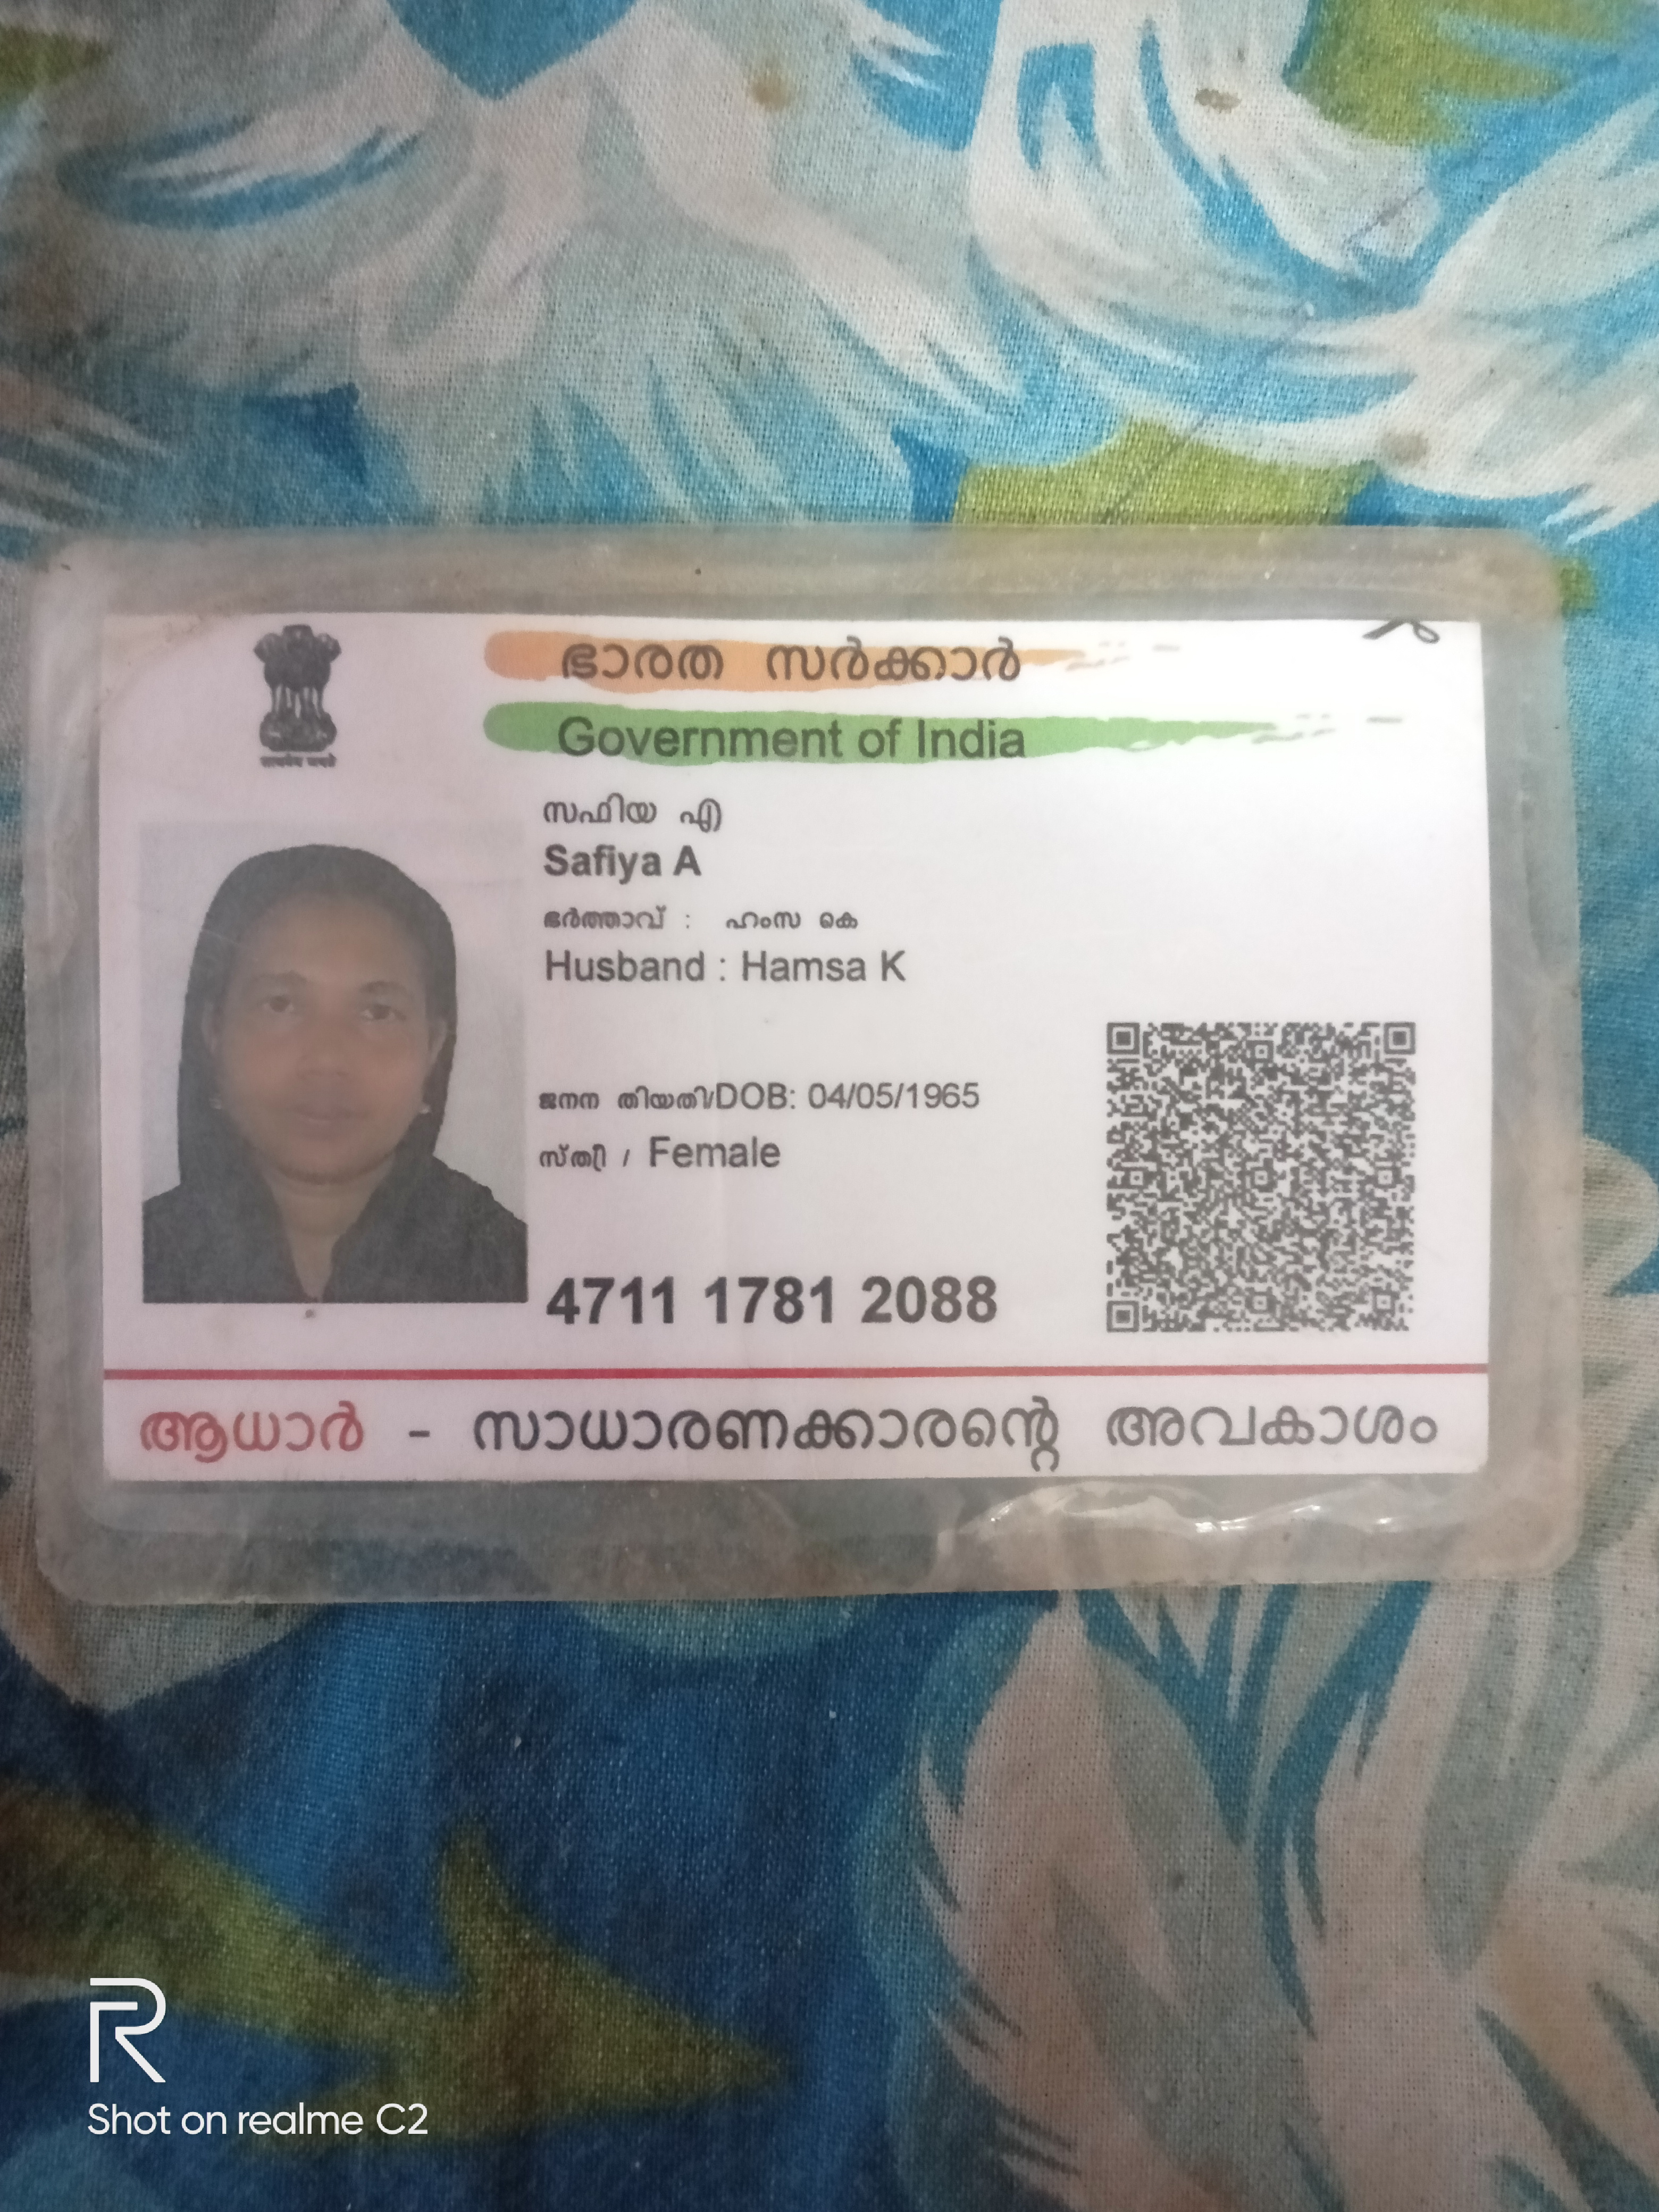 ഭാരത സർക്കാർ
Government of India
സഫിയ എ
Safiya A
ഭർത്താവ് : ഹംസ കെ
Husband : Hamsa K
ജനന തിയതി/DOB: 04/05/1965
സ്ത്രീ / Female
4711 1781 2088
ആധാർ - സാധാരണക്കാരന്റെ അവകാശം
Shot on realme C2